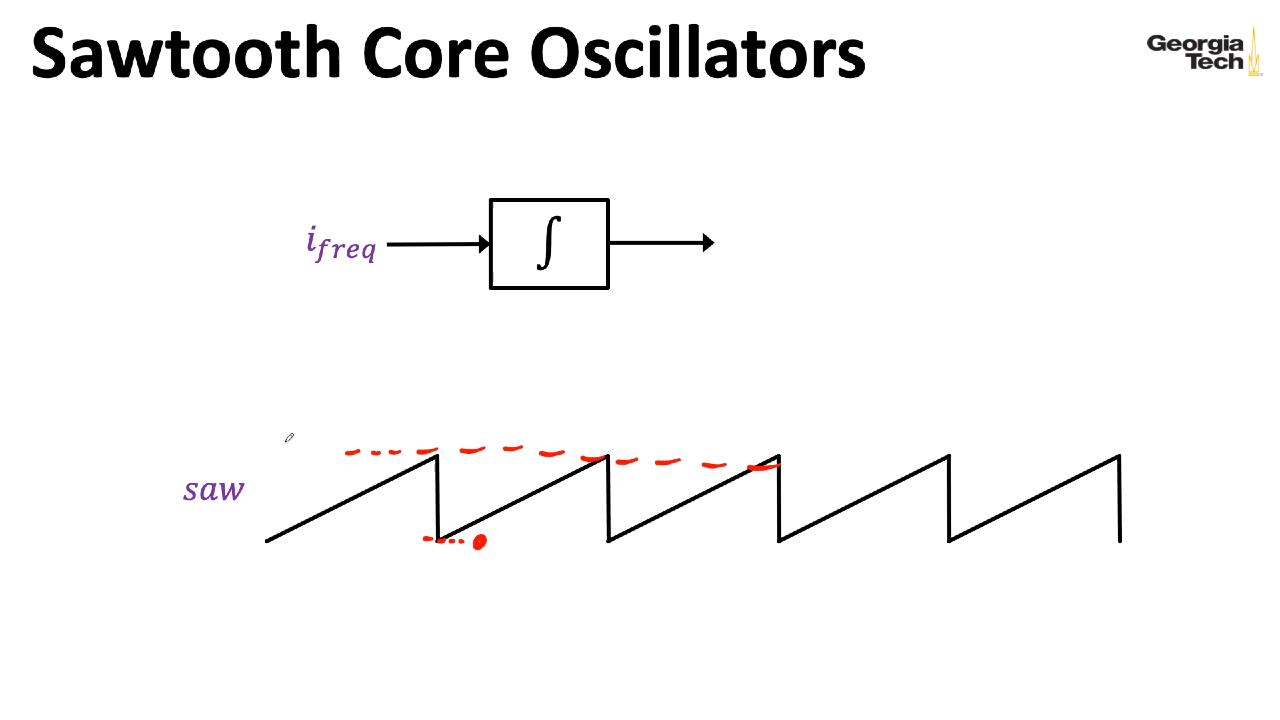 Sawtooth Core Oscillators
Georgia
Tech
i_freq
∫
saw